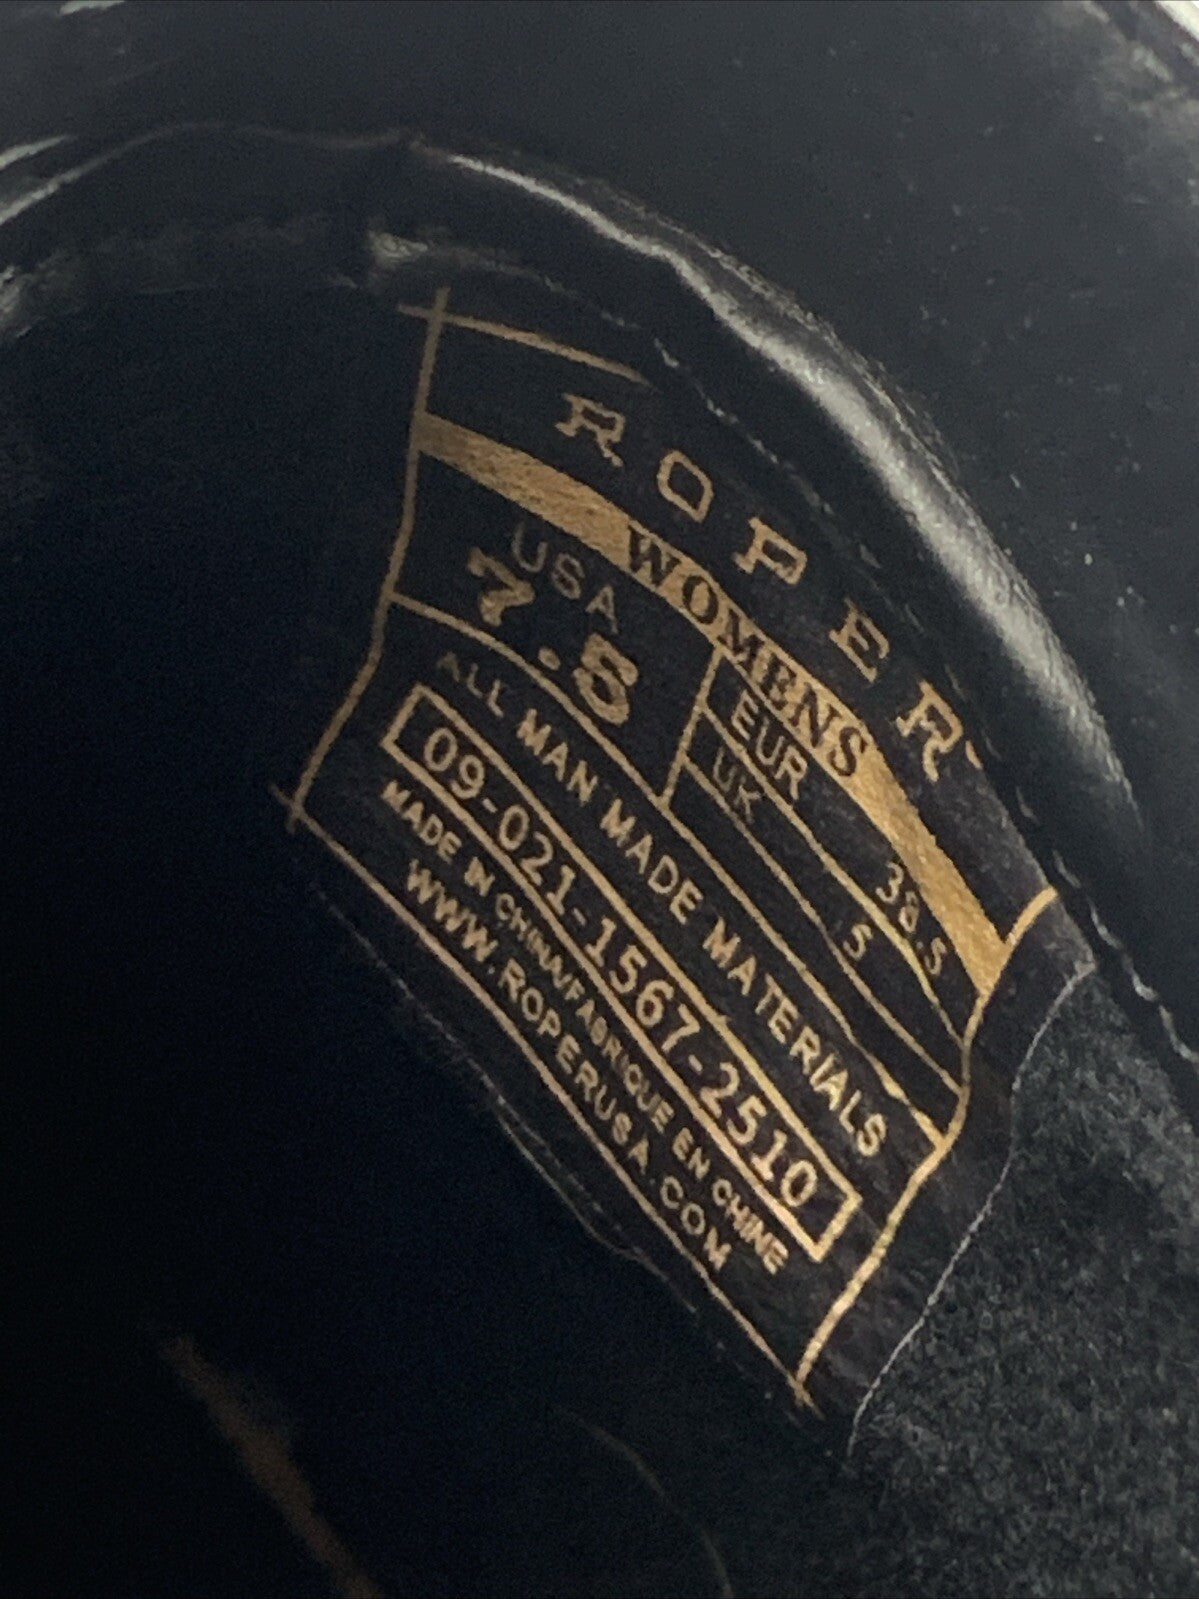 ROPER
WOMENS
USA
7.5
EUR 38.5
UK 5
ALL MAN MADE MATERIALS
09-021-1567-2510
MADE IN CHINA/FABRIQUE EN CHINE
WWW.ROPERUSA.COM